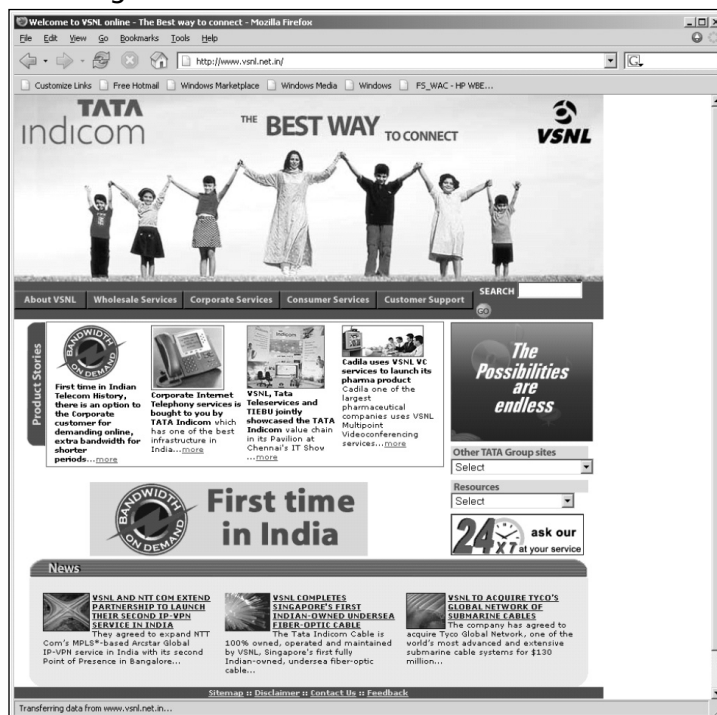 Welcome to VSNL online - The Best way to connect - Mozilla Firefox
File Edit View Go Bookmarks Tools Help
http://www.vsnl.net.in/
G
Customize Links Free Hotmail Windows Marketplace Windows Media Windows FS_WAC - HP WBE...
TATA
indicom
THE BEST WAY TO CONNECT
VSNL
About VSNL Wholesale Services Corporate Services Consumer Services Customer Support
SEARCH
GO
Product Stories
BANDWIDTH
ON DEMAND
First time in Indian
Telecom History,
there is an option to
the Corporate
customer for
demanding online,
extra bandwidth for
shorter
periods...more
Corporate Internet
Telephony services is
bought to you by
TATA Indicom which
has one of the best
infrastructure in
India...more
indicom
VSNL, Tata
Teleservices and
TIEBU jointly
showcased the TATA
Indicom value chain
in its Pavilion at
Chennai's IT Show
...more
Cadila uses VSNL VC
services to launch its
pharma product
Cadila one of the
largest
pharmaceutical
companies uses VSNL
Multipoint
Videoconferencing
services...more
The
Possibilities
are
endless
Other TATA Group sites
Select
Resources
Select
24 X 7 ask our
at your service
BANDWIDTH
ON DEMAND
First time
in India
News
VSNL AND NTT COM EXTEND
PARTNERSHIP TO LAUNCH
THEIR SECOND IP-VPN
SERVICE IN INDIA
They agreed to expand NTT
Com's MPLS*-based Arcstar Global
IP-VPN service in India with its second
Point of Presence in Bangalore...
VSNL COMPLETES
SINGAPORE'S FIRST
INDIAN-OWNED UNDERSEA
FIBER-OPTIC CABLE
The Tata Indicom Cable is
100% owned, operated and maintained
by VSNL, Singapore's first fully
Indian-owned, undersea fiber-optic
cable...
VSNL TO ACQUIRE TYCO'S
GLOBAL NETWORK OF
SUBMARINE CABLES
The company has agreed to
acquire Tyco Global Network, one of the
world's most advanced and extensive
submarine cable systems for $130
million...
Sitemap :: Disclaimer :: Contact Us :: Feedback
Transferring data from www.vsnl.net.in...